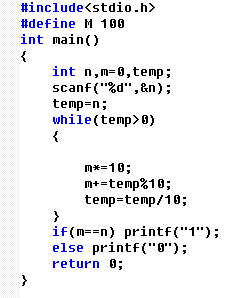 #include<stdio.h>
#define M 100
int main()
{
    int n,m=0,temp;
    scanf("%d",&n);
    temp=n;
    while(temp>0)
    {
        m*=10;
        m+=temp%10;
        temp=temp/10;
    }
    if(m==n) printf("1");
    else printf("0");
    return 0;
}